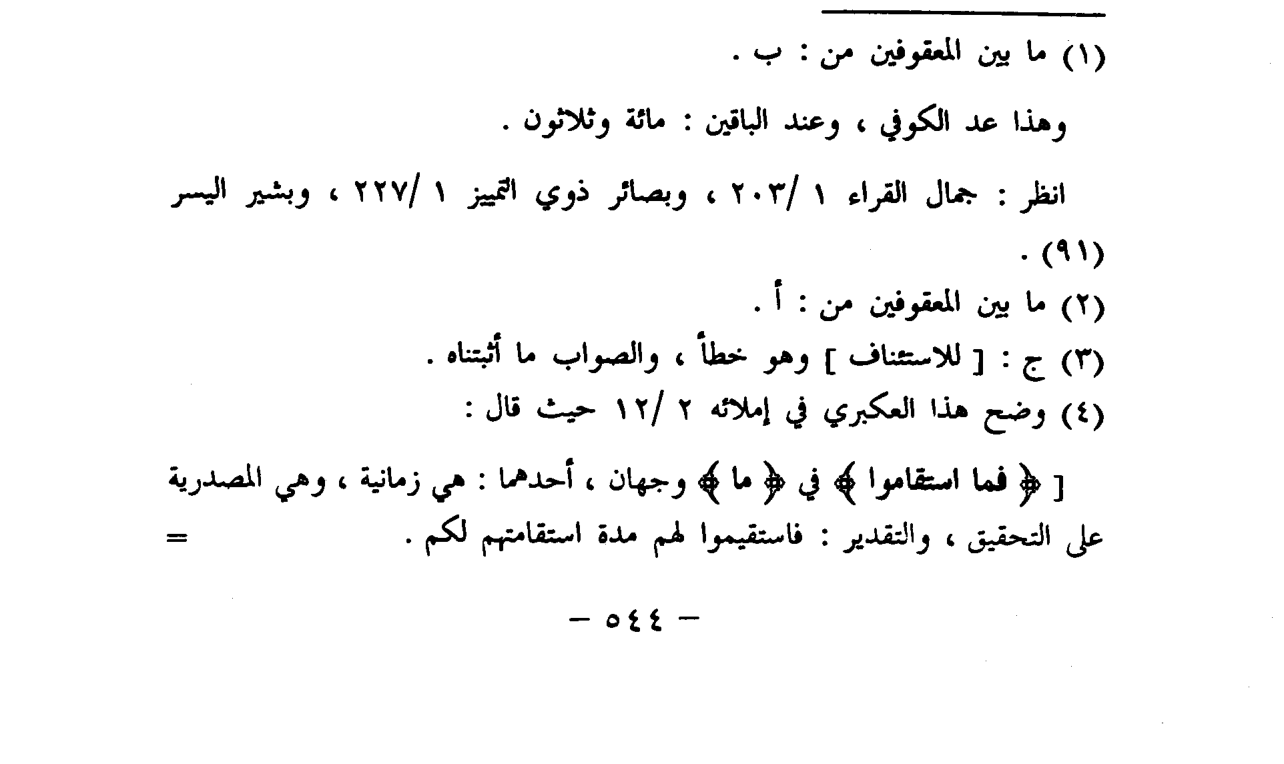 (١) ما بين المعقوفين من : ب .
وهذا عد الكوفي ، وعند الباقين : مائة وثلاثون .
انظر : جمال القراء ١ /٢٠٣ ، وبصائر ذوي التمييز ١ /٢٢٧ ، وبشير اليسر
(٩١) .
(٢) ما بين المعقوفين من : أ .
(٣) ج : [ للاستئناف ] وهو خطأ ، والصواب ما أثبتناه .
(٤) وضح هذا العكبري في إملائه ٢ /١٢ حيث قال :
[ ﴿ فما استقاموا ﴾ في ﴿ ما ﴾ وجهان ، أحدهما : هي زمانية ، وهي المصدرية
على التحقيق ، والتقدير : فاستقيموا لهم مدة استقامتهم لكم . =
– ٥٤٤ –